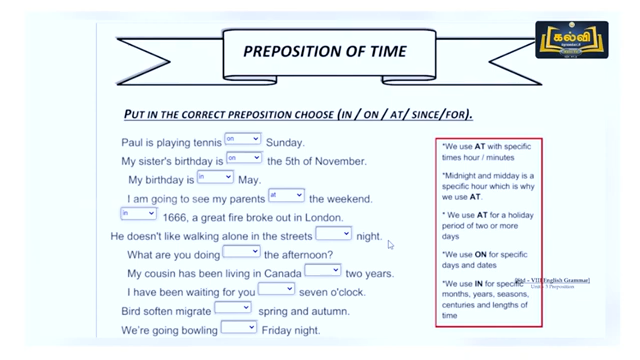 கல்வி
PREPOSITION OF TIME
PUT IN THE CORRECT PREPOSITION CHOOSE (IN / ON / AT/ SINCE/FOR).
Paul is playing tennis on Sunday.
My sister's birthday is on the 5th of November.
My birthday is in May.
I am going to see my parents at the weekend.
in 1666, a great fire broke out in London.
He doesn't like walking alone in the streets night.
What are you doing the afternoon?
My cousin has been living in Canada two years.
I have been waiting for you seven o'clock.
Bird soften migrate spring and autumn.
We're going bowling Friday night.
*We use AT with specific
times hour / minutes
*Midnight and midday is a
specific hour which is why
we use AT.
* We use AT for a holiday
period of two or more
days
*We use ON for specific
days and dates
*We use IN for specific
months, years, seasons,
centuries and lengths of
time
VIII English Grammar]